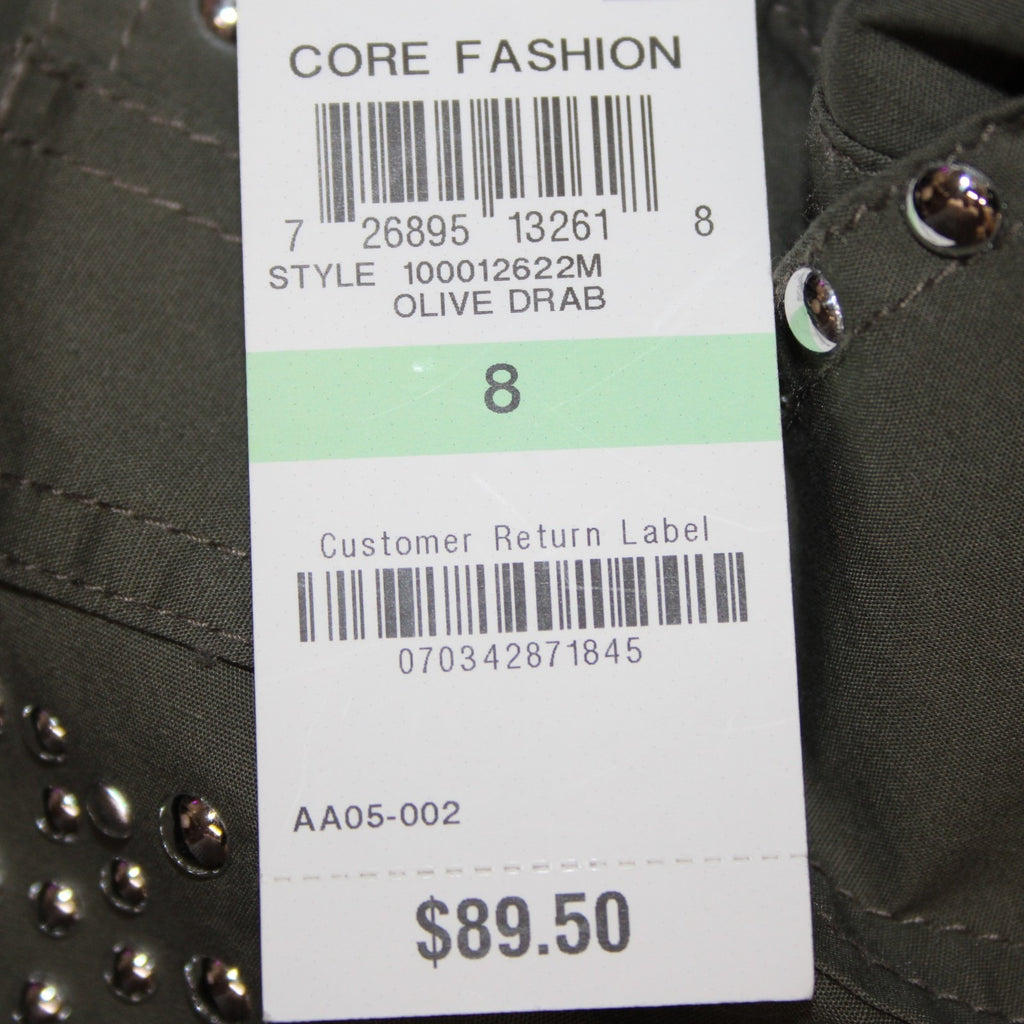 CORE FASHION
7 26895 13261 8
STYLE 100012622M
OLIVE DRAB
8
Customer Return Label
070342871845
AA05-002
$89.50